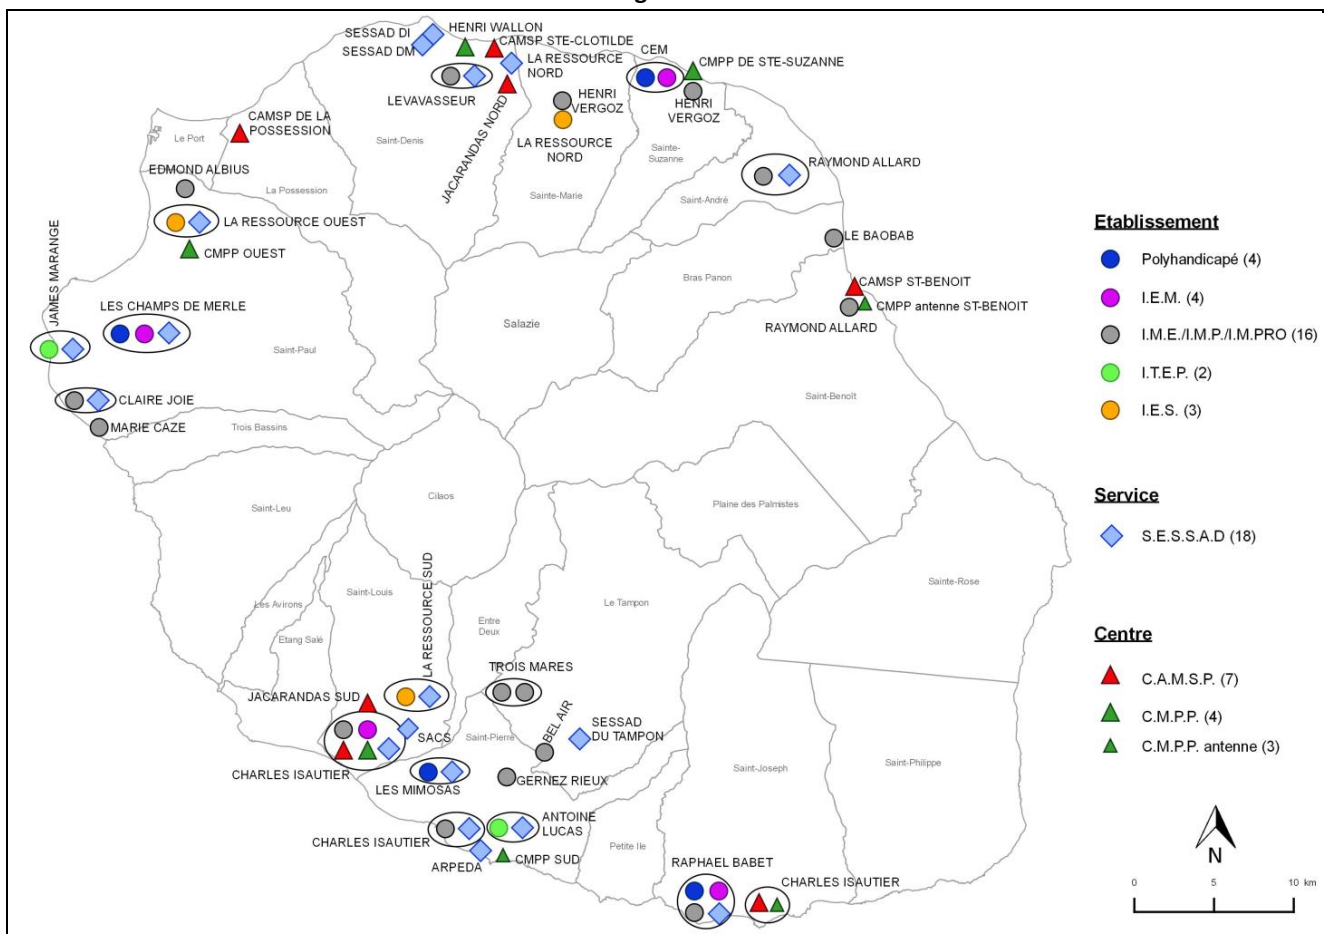 SESSAD DI
HENRI WALLON
SESSAD DM
CAMSP STE-CLOTILDE
LA RESSOURCE
NORD
CEM
CMPP DE STE-SUZANNE
LEVAVASSEUR
HENRI
VERGOZ
HENRI
VERGOZ
JACARANDAS NORD
LA RESSOURCE
NORD
CAMSP DE LA
POSSESSION
Le Port
Saint-Denis
Sainte-
Suzanne
RAYMOND ALLARD
EDMOND ALBIUS
La Possession
Sainte-Marie
Saint-André
LA RESSOURCE OUEST
CMPP OUEST
LE BAOBAB
Bras Panon
CAMSP ST-BENOIT
CMPP antenne ST-BENOIT
RAYMOND ALLARD
JAMES MARANGE
LES CHAMPS DE MERLE
Salazie
Saint-Paul
CLAIRE JOIE
Saint-Benoît
MARIE CAZE
Trois Bassins
Cilaos
Saint-Leu
Plaine des Palmistes
Sainte-Rose
Saint-Louis
Les Avirons
Le Tampon
Entre
Deux
Etang Salé
LA RESSOURCE SUD
TROIS MARES
JACARANDAS SUD
SACS
Saint-Pierre
BEL AIR
SESSAD
DU TAMPON
Saint-Joseph
Saint-Philippe
CHARLES ISAUTIER
LES MIMOSAS
GERNEZ RIEUX
CHARLES ISAUTIER
ANTOINE
LUCAS
ARPEDA
CMPP SUD
Petite Ile
RAPHAEL BABET
CHARLES ISAUTIER
Etablissement
Polyhandicapé (4)
I.E.M. (4)
I.M.E./I.M.P./I.M.PRO (16)
I.T.E.P. (2)
I.E.S. (3)
Service
S.E.S.S.A.D (18)
Centre
C.A.M.S.P. (7)
C.M.P.P. (4)
C.M.P.P. antenne (3)
N
0 5 10 km